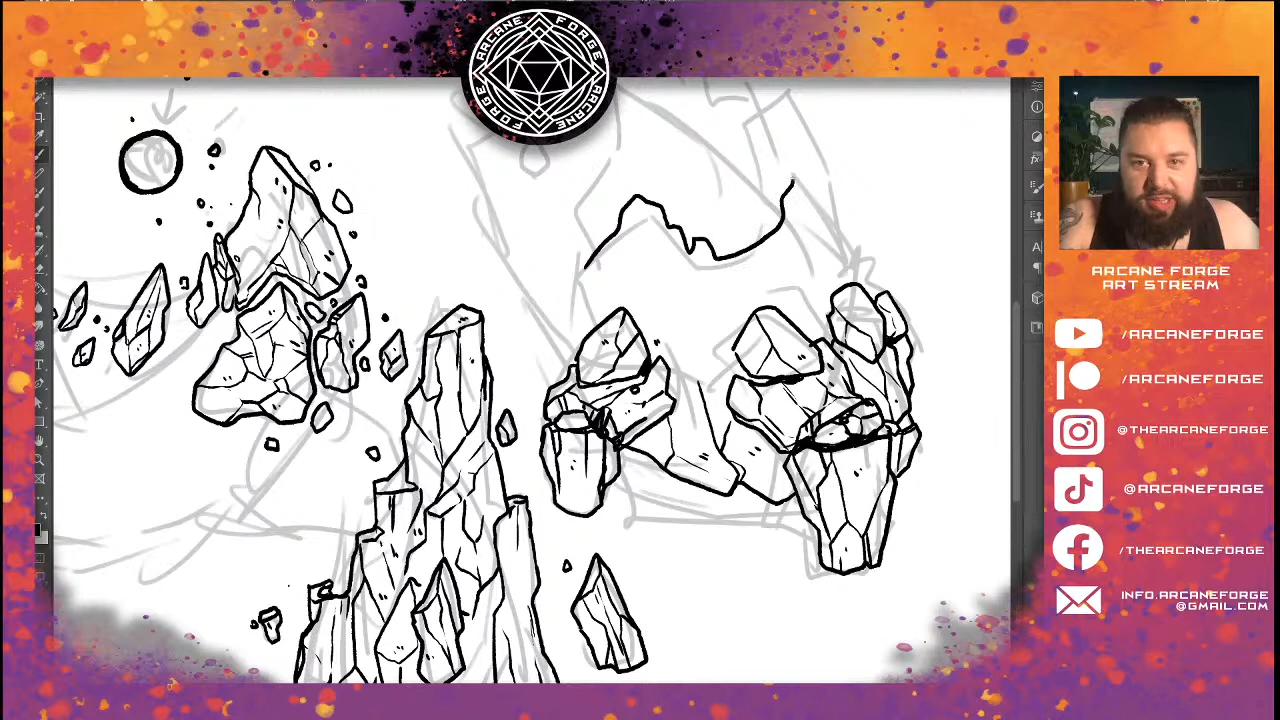 ARCANE
FORGE
ARCANE
FORGE
ARCANE FORGE
ART STREAM
/ARCANEFORGE
/ARCANEFORGE
@THEARCANEFORGE
@ARCANEFORGE
/THEARCANEFORGE
INFO.ARCANEFORGE
@GMAIL.COM